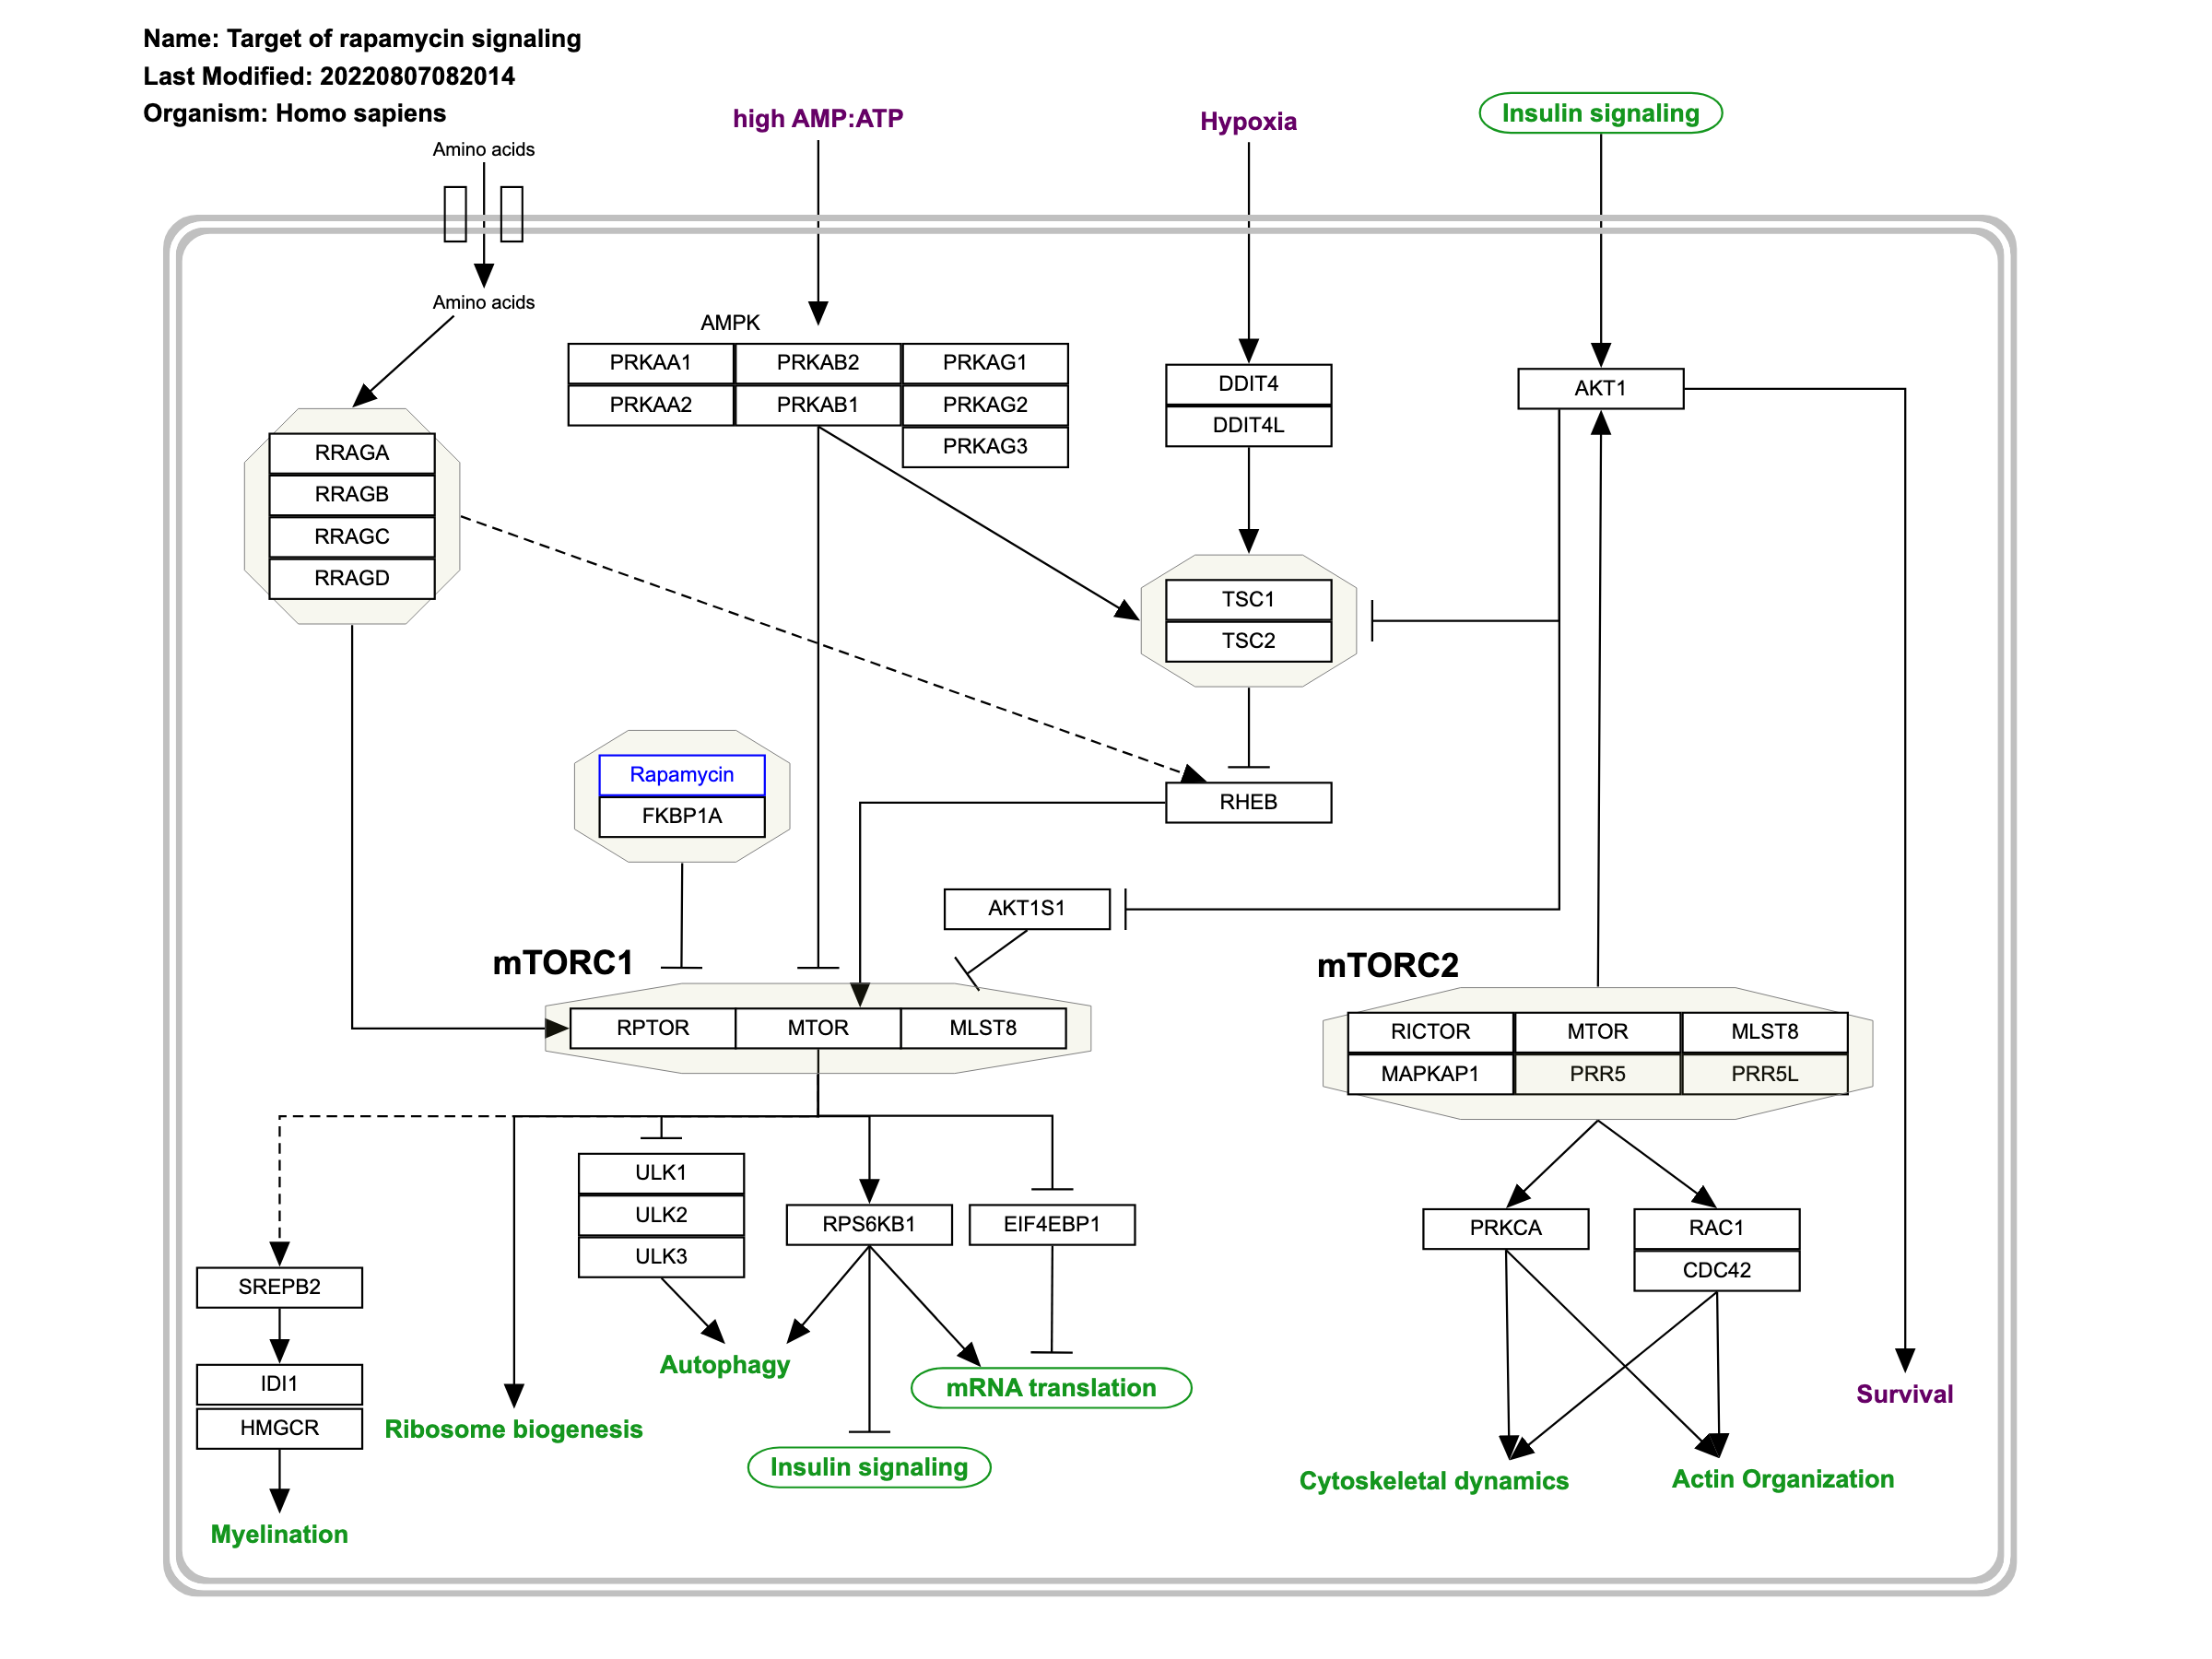 Name: Target of rapamycin signaling
Last Modified: 20220807082014
Organism: Homo sapiens
high AMP:ATP
Hypoxia
Insulin signaling
Amino acids
Amino acids
AMPK
PRKAA1
PRKAB2
PRKAG1
PRKAA2
PRKAB1
PRKAG2
PRKAG3
DDIT4
DDIT4L
AKT1
RRAGA
RRAGB
RRAGC
RRAGD
TSC1
TSC2
Rapamycin
FKBP1A
RHEB
AKT1S1
mTORC1
RPTOR
MTOR
MLST8
mTORC2
RICTOR
MTOR
MLST8
MAPKAP1
PRR5
PRR5L
ULK1
ULK2
ULK3
RPS6KB1
EIF4EBP1
PRKCA
RAC1
CDC42
SREPB2
IDI1
HMGCR
Autophagy
mRNA translation
Survival
Ribosome biogenesis
Insulin signaling
Cytoskeletal dynamics
Actin Organization
Myelination